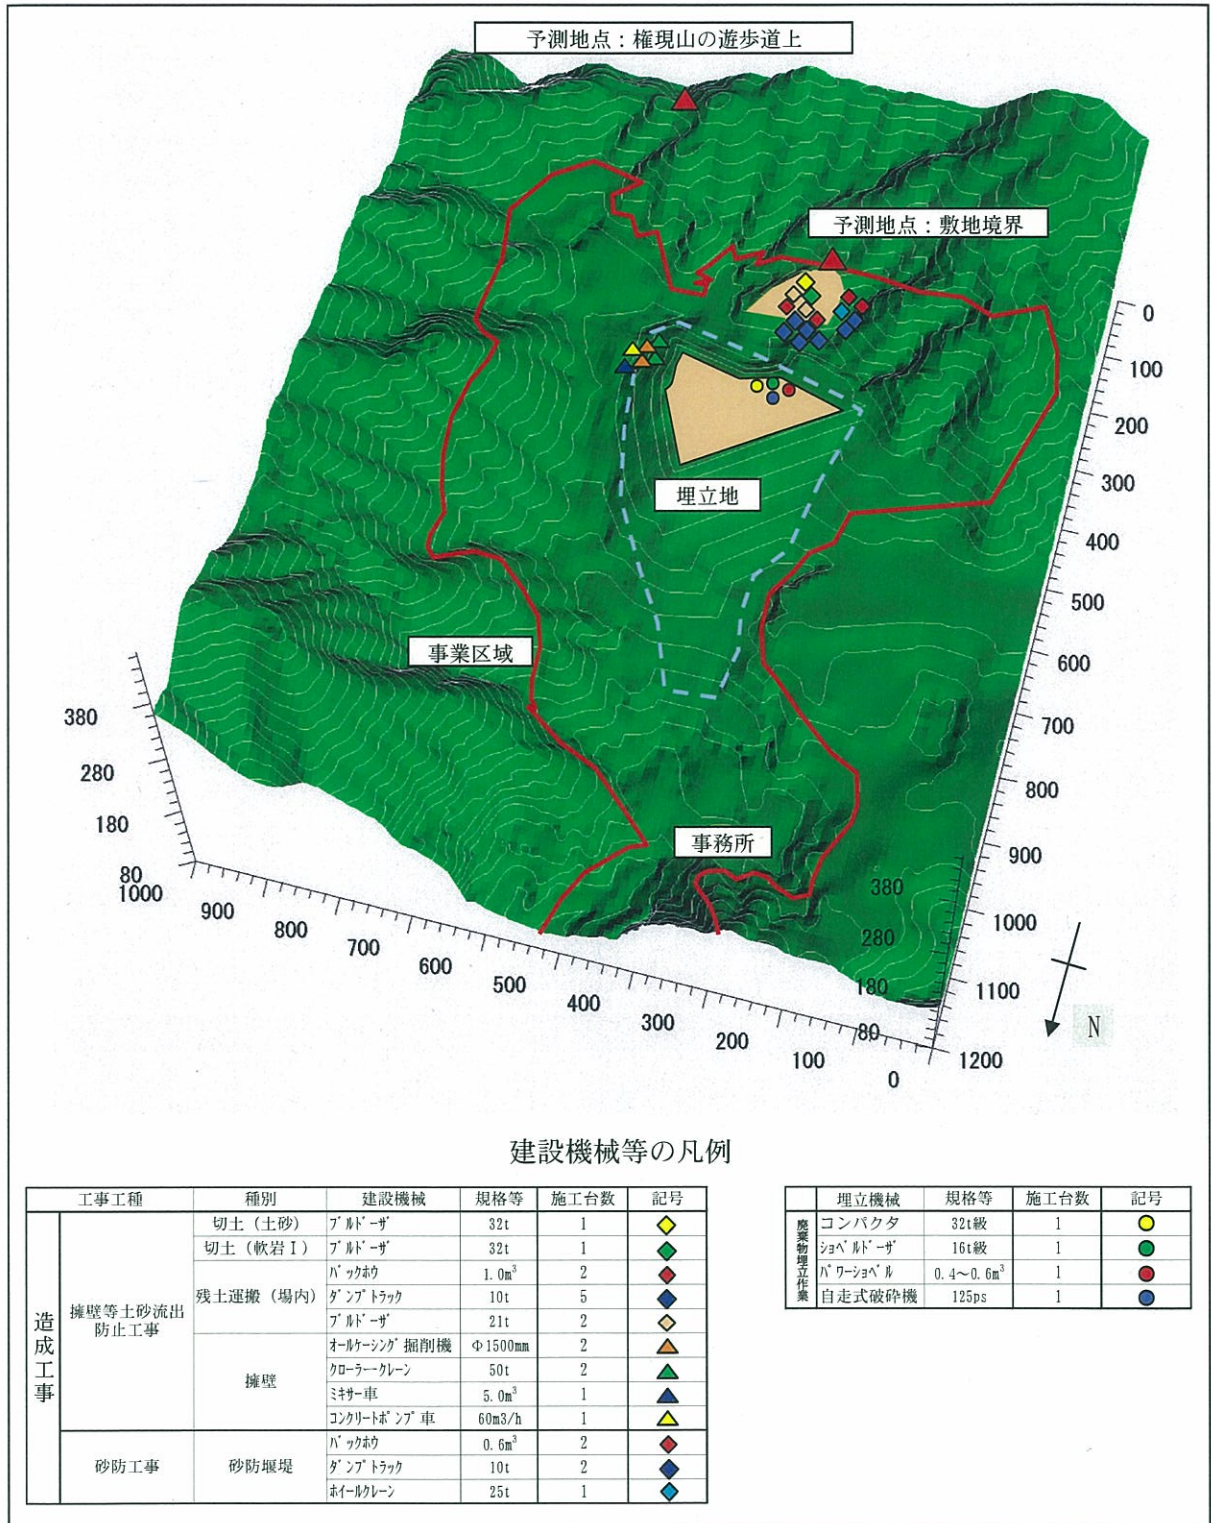 予測地点：権現山の遊歩道上
予測地点：敷地境界
埋立地
事業区域
事務所
0
100
200
300
400
500
600
700
800
900
1000
1100
1200
380
280
180
80
1000
900
800
700
600
500
400
300
200
100
0
380
280
180
80
N
建設機械等の凡例
工事工種 種別 建設機械 規格等 施工台数 記号
造成工事
擁壁等土砂流出
防止工事
切土（土砂） ﾌﾞﾙﾄﾞｰｻﾞ 32t 1
切土（軟岩Ⅰ） ﾌﾞﾙﾄﾞｰｻﾞ 32t 1
残土運搬（場内） ﾊﾞｯｸﾎｳ 1.0m³ 2
ﾀﾞﾝﾌﾟﾄﾗｯｸ 10t 5
ﾌﾞﾙﾄﾞｰｻﾞ 21t 2
擁壁 ｵｰﾙｹｰｼﾝｸﾞ掘削機 Φ1500mm 2
ｸﾛｰﾗｰｸﾚｰﾝ 50t 2
ﾐｷｻｰ車 5.0m³ 1
ｺﾝｸﾘｰﾄﾎﾟﾝﾌﾟ車 60m3/h 1
砂防工事 砂防堰堤 ﾊﾞｯｸﾎｳ 0.6m³ 2
ﾀﾞﾝﾌﾟﾄﾗｯｸ 10t 2
ﾎｲｰﾙｸﾚｰﾝ 25t 1
埋立機械 規格等 施工台数 記号
廃棄物埋立作業
コンパクタ 32t級 1
ｼｮﾍﾞﾙﾄﾞｰｻﾞ 16t級 1
ﾊﾟﾜｰｼｮﾍﾞﾙ 0.4～0.6m³ 1
自走式破砕機 125ps 1